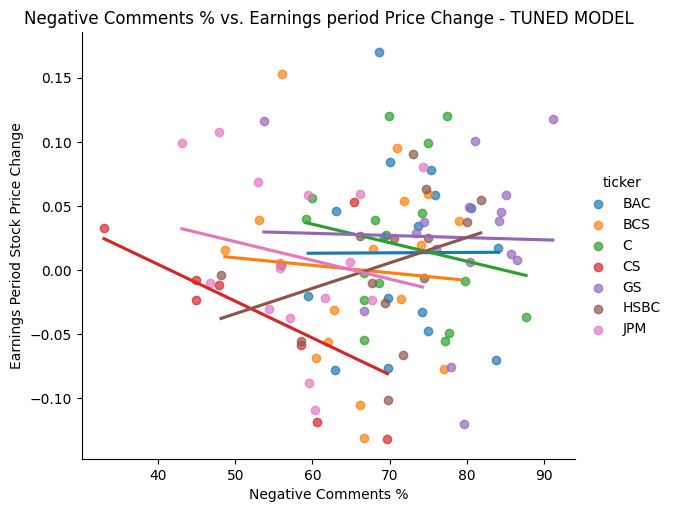 Negative Comments % vs. Earnings period Price Change - TUNED MODEL
Earnings Period Stock Price Change
0.15
0.10
0.05
0.00
−0.05
−0.10
40 50 60 70 80 90
Negative Comments %
ticker
BAC
BCS
C
CS
GS
HSBC
JPM